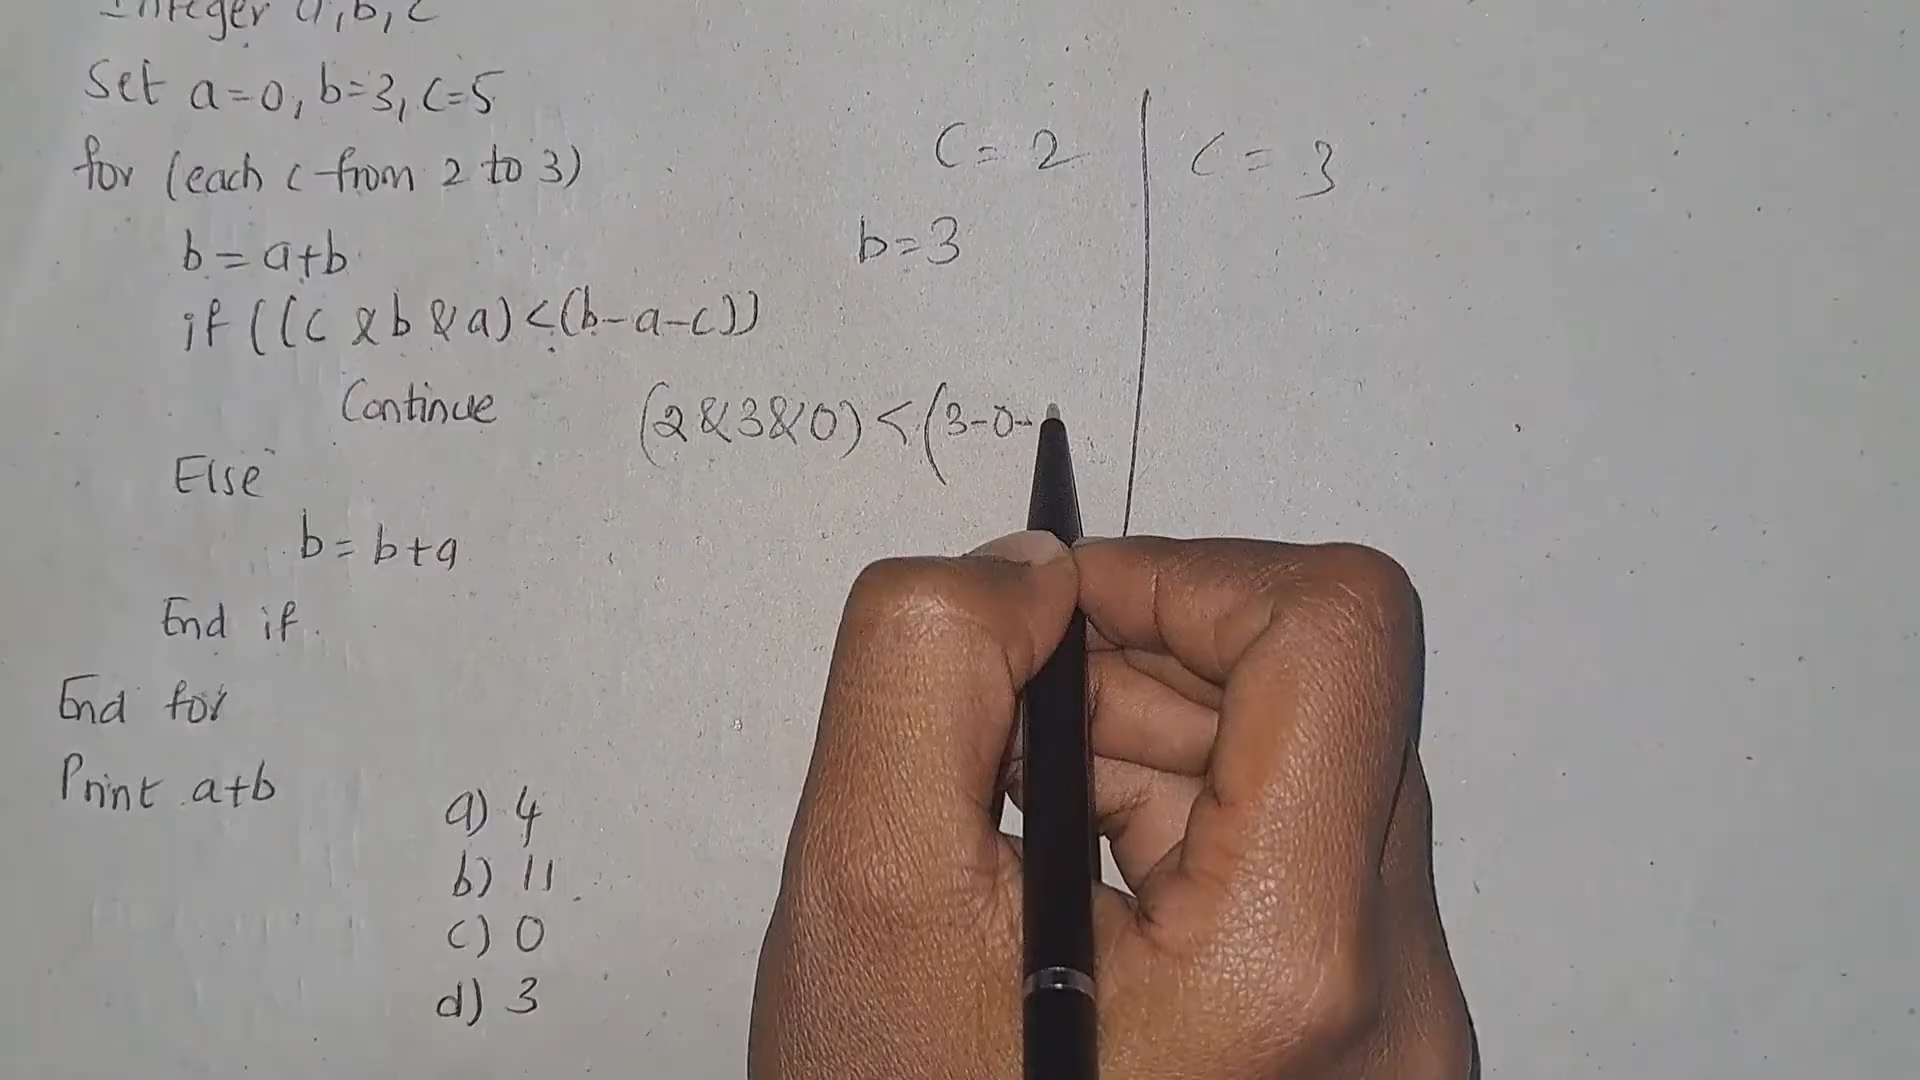 Integer a,b,c
Set a=0, b=3, c=5
for (each c from 2 to 3)
b = a+b
if ((c & b & a) < (b-a-c))
Continue
Else
b = b+a
End if
End for
Print a+b
a) 4
b) 11
c) 0
d) 3
C = 2
C = 3
b=3
(2&3&0) < (3-0-